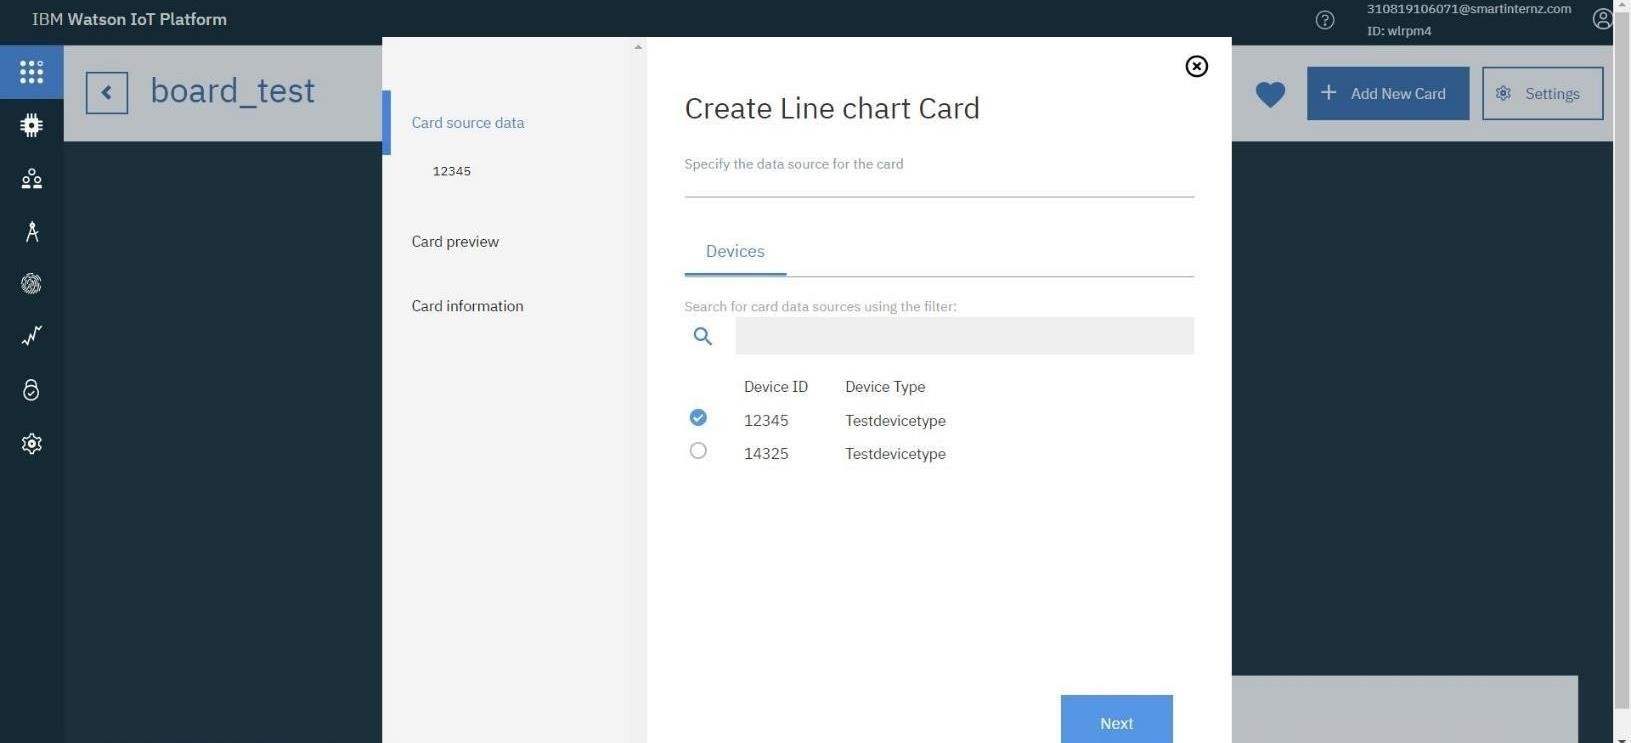 IBM Watson IoT Platform
310819106071@smartinternz.com
ID: wlrpm4
board_test
Add New Card
Settings
Card source data
12345
Card preview
Card information
Create Line chart Card
Specify the data source for the card
Devices
Search for card data sources using the filter:
Device ID Device Type
12345 Testdevicetype
14325 Testdevicetype
Next